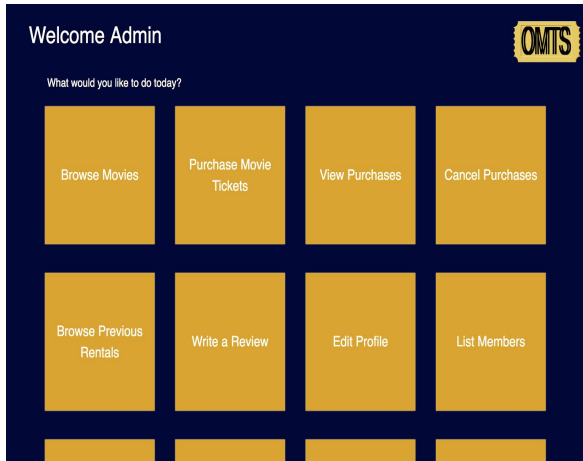 Welcome Admin
OMTS
What would you like to do today?
Browse Movies
Purchase Movie
Tickets
View Purchases
Cancel Purchases
Browse Previous
Rentals
Write a Review
Edit Profile
List Members